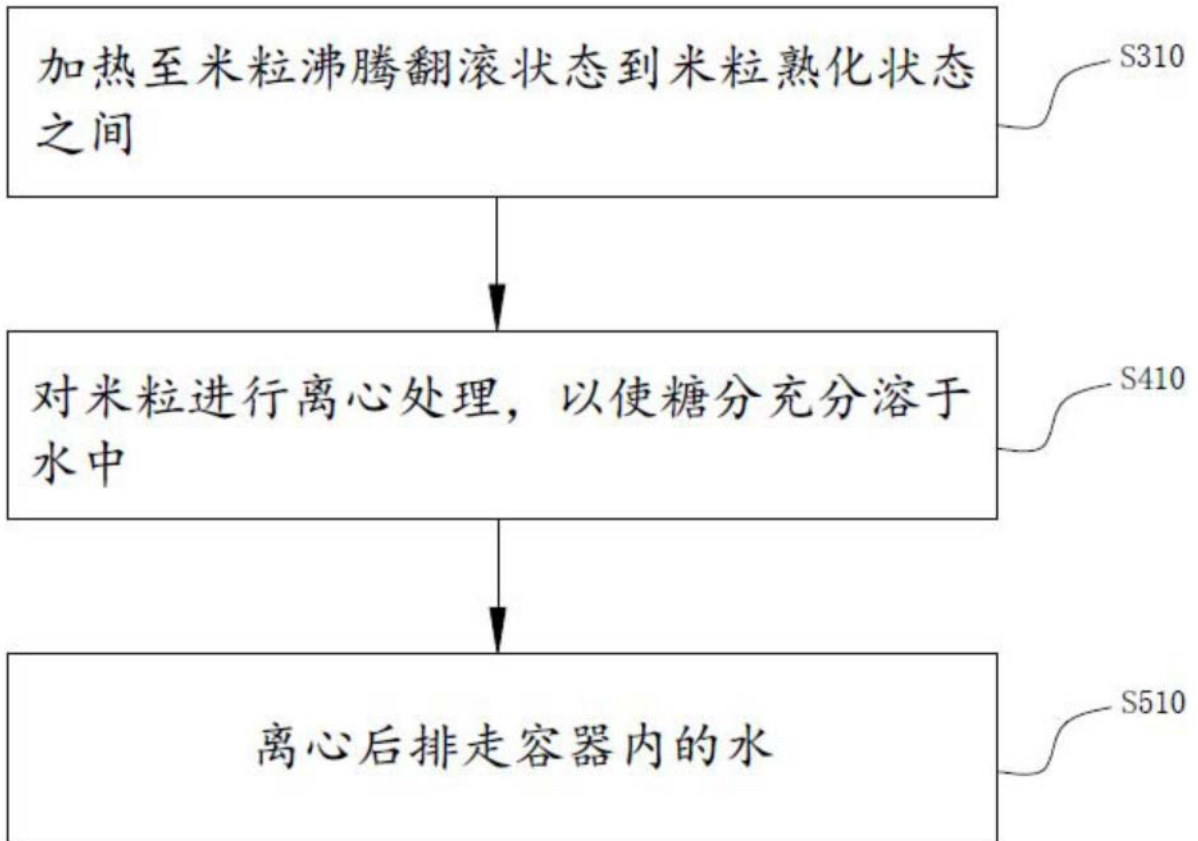 加热至米粒沸腾翻滚状态到米粒熟化状态
之间
S310
对米粒进行离心处理，以使糖分充分溶于
水中
S410
离心后排走容器内的水
S510